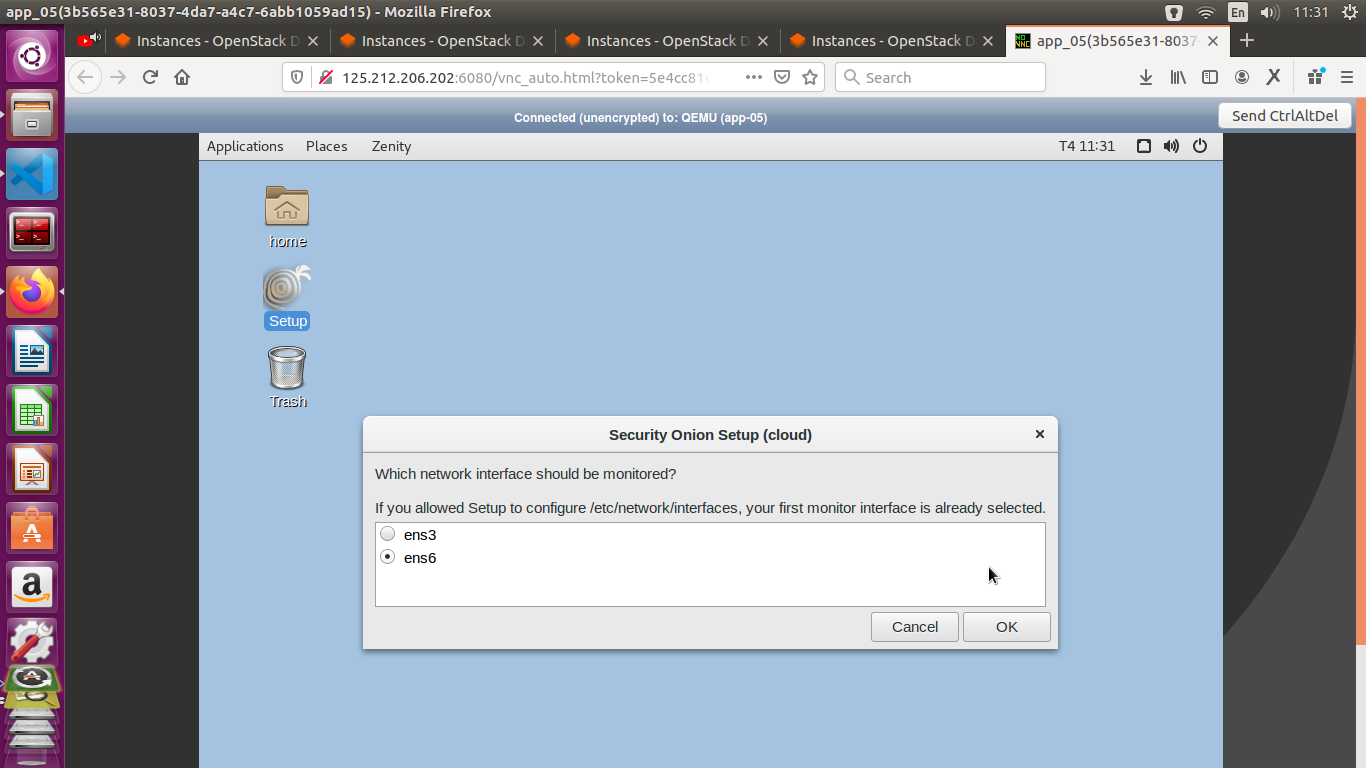 app_05(3b565e31-8037-4da7-a4c7-6abb1059ad15) - Mozilla Firefox
En
11:31
Instances - OpenStack D
Instances - OpenStack D
Instances - OpenStack D
Instances - OpenStack D
app_05(3b565e31-8037-
125.212.206.202:6080/vnc_auto.html?token=5e4cc81
Search
Connected (unencrypted) to: QEMU (app-05)
Send CtrlAltDel
Applications
Places
Zenity
T4 11:31
home
Setup
Trash
Security Onion Setup (cloud)
Which network interface should be monitored?
If you allowed Setup to configure /etc/network/interfaces, your first monitor interface is already selected.
ens3
ens6
Cancel
OK